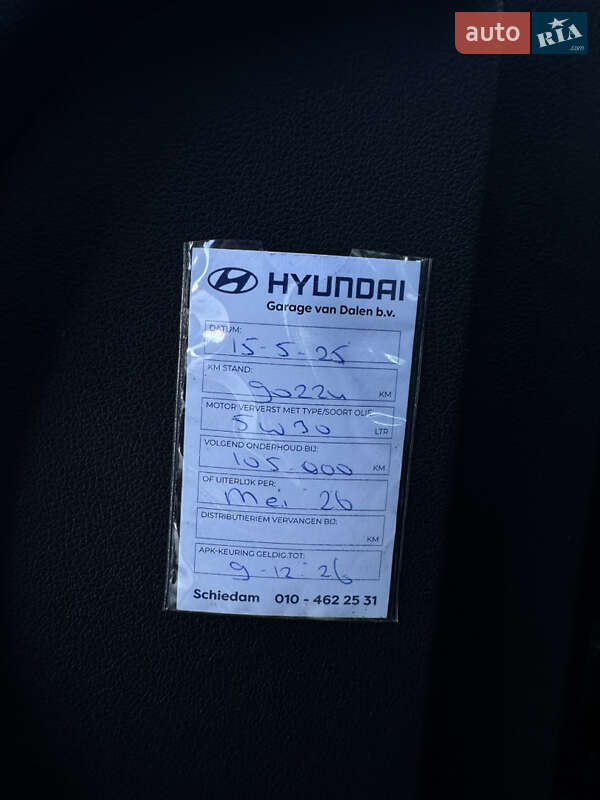 auto RIA
.com
HYUNDAI
Garage van Dalen b.v.
DATUM:
15-5-25
KM STAND:
90224 KM
MOTOR VERVERST MET TYPE/SOORT OLIE:
5W30 LTR
VOLGEND ONDERHOUD BIJ:
105-000 KM
OF UITERLIJK PER:
Mei 26
DISTRIBUTIERIEM VERVANGEN BIJ:
KM
APK-KEURING GELDIG TOT:
9-12-26
Schiedam 010 - 462 25 31